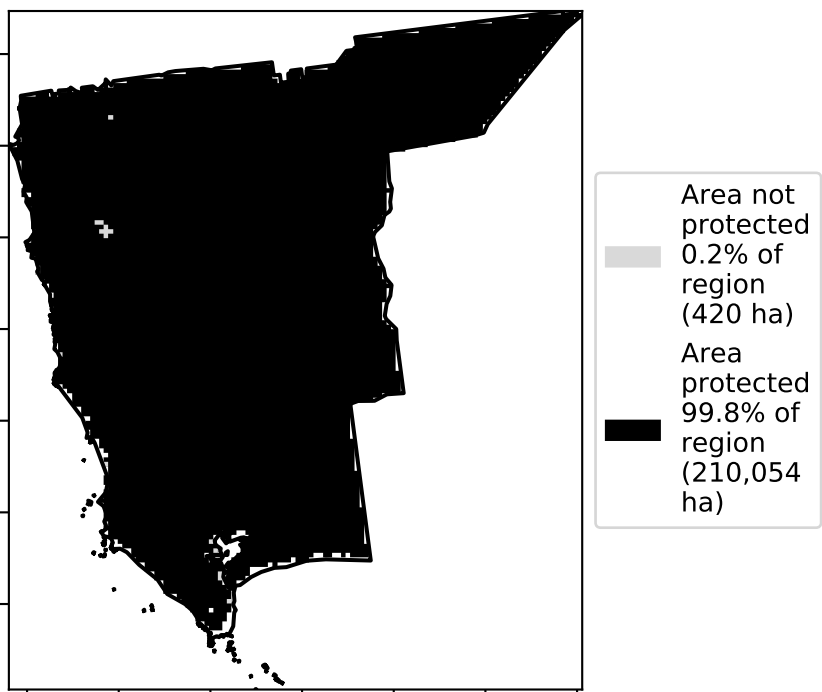 Area not
protected
0.2% of
region
(420 ha)
Area
protected
99.8% of
region
(210,054
ha)